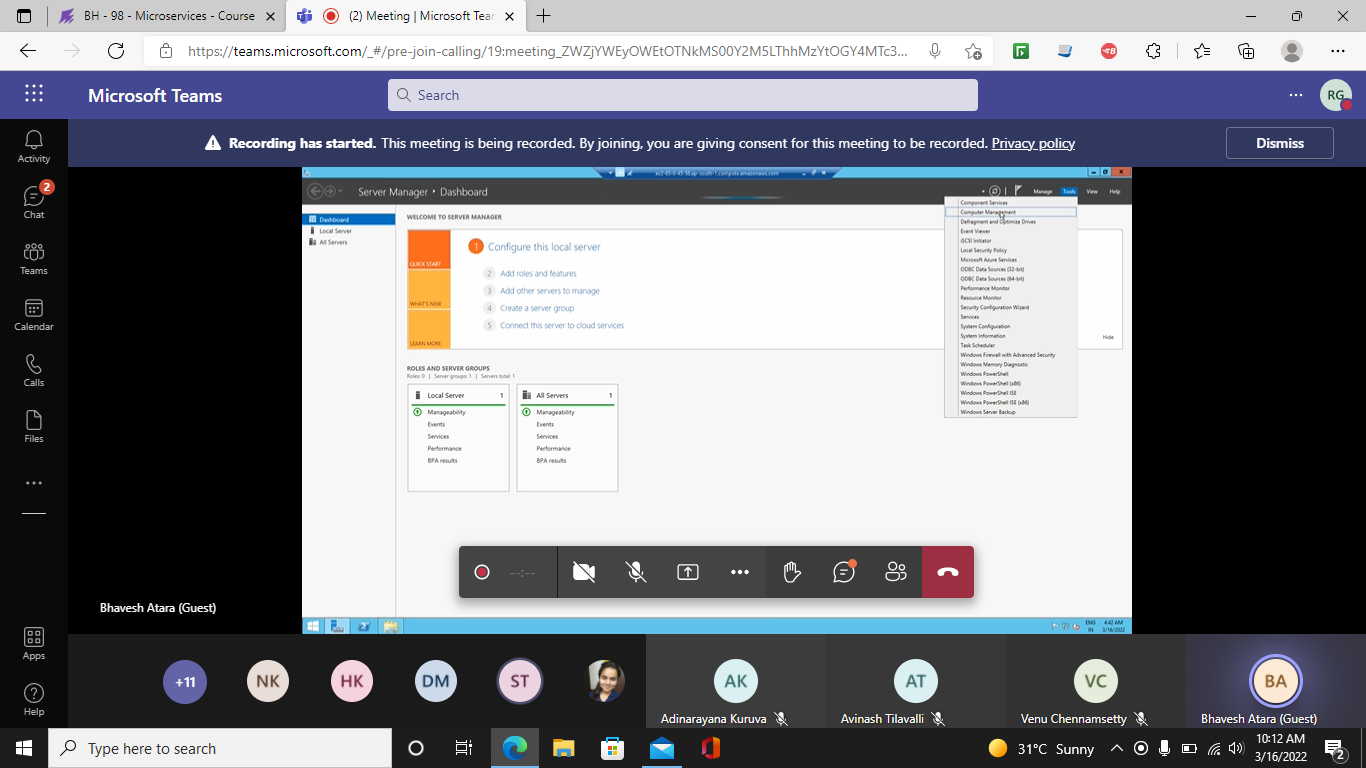 BH - 98 - Microservices - Course
(2) Meeting | Microsoft Tear
https://teams.microsoft.com/_#/pre-join-calling/19:meeting_ZWZjYWEyOWEtOTNkMS00Y2M5LThhMzYtOGY4MTc3...
Microsoft Teams
Search
RG
Recording has started. This meeting is being recorded. By joining, you are giving consent for this meeting to be recorded. Privacy policy
Dismiss
Activity
Chat
2
Teams
Calendar
Calls
Files
Apps
Help
Server Manager • Dashboard
Manage
Tools
View
Help
Dashboard
Local Server
All Servers
WELCOME TO SERVER MANAGER
QUICK START
WHAT'S NEW
LEARN MORE
1 Configure this local server
2 Add roles and features
3 Add other servers to manage
4 Create a server group
5 Connect this server to cloud services
Hide
Component Services
Computer Management
Defragment and Optimize Drives
Event Viewer
iSCSI Initiator
Local Security Policy
Microsoft Azure Services
ODBC Data Sources (32-bit)
ODBC Data Sources (64-bit)
Performance Monitor
Resource Monitor
Security Configuration Wizard
Services
System Configuration
System Information
Task Scheduler
Windows Firewall with Advanced Security
Windows Memory Diagnostic
Windows PowerShell
Windows PowerShell (x86)
Windows PowerShell ISE
Windows PowerShell ISE (x86)
Windows Server Backup
ROLES AND SERVER GROUPS
Roles: 0 | Server groups: 1 | Servers total: 1
Local Server 1
Manageability
Events
Services
Performance
BPA results
All Servers 1
Manageability
Events
Services
Performance
BPA results
--:--
ENG
IN
4:42 AM
3/16/2022
Bhavesh Atara (Guest)
+11
NK
HK
DM
ST
AK
Adinarayana Kuruva
AT
Avinash Tilavalli
VC
Venu Chennamsetty
BA
Bhavesh Atara (Guest)
Type here to search
31°C Sunny
10:12 AM
3/16/2022
2